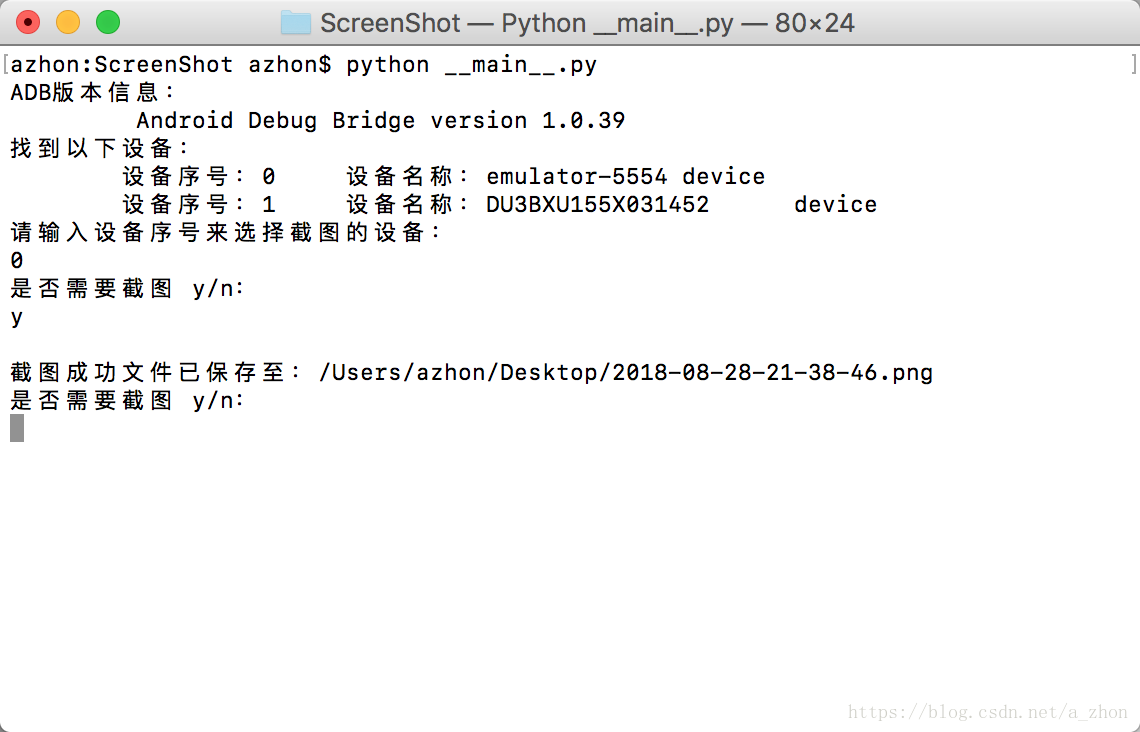 ScreenShot — Python __main__.py — 80×24
[azhon:ScreenShot azhon$ python __main__.py ]
ADB版本信息：
Android Debug Bridge version 1.0.39
找到以下设备：
设备序号：0 设备名称：emulator-5554 device
设备序号：1 设备名称：DU3BXU155X031452 device
请输入设备序号来选择截图的设备：
0
是否需要截图 y/n：
y
截图成功文件已保存至：/Users/azhon/Desktop/2018-08-28-21-38-46.png
是否需要截图 y/n：
https://blog.csdn.net/a_zhon